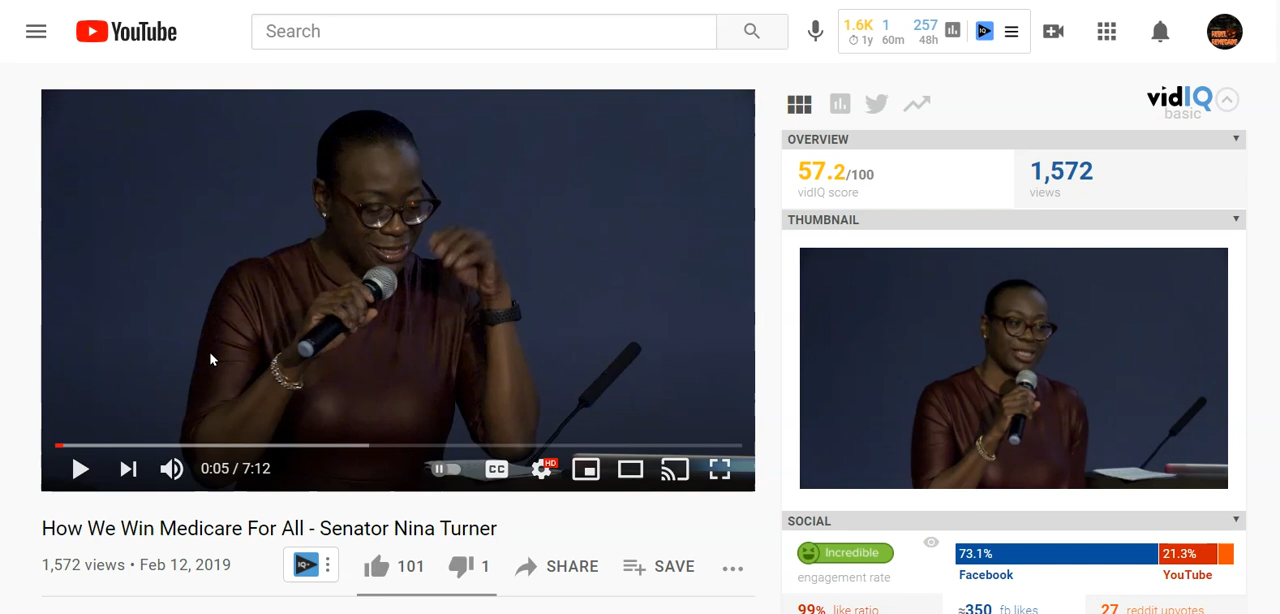 YouTube
Search
1.6K 1 257
1y 60m 48h
IQ
vidIQ
basic
OVERVIEW
57.2/100
vidIQ score
1,572
views
THUMBNAIL
0:05 / 7:12
CC
HD
How We Win Medicare For All - Senator Nina Turner
1,572 views • Feb 12, 2019
IQ
101
1
SHARE
SAVE
SOCIAL
Incredible
engagement rate
73.1%
21.3%
Facebook
YouTube
99% like ratio
≈350 fb likes
27 reddit upvotes